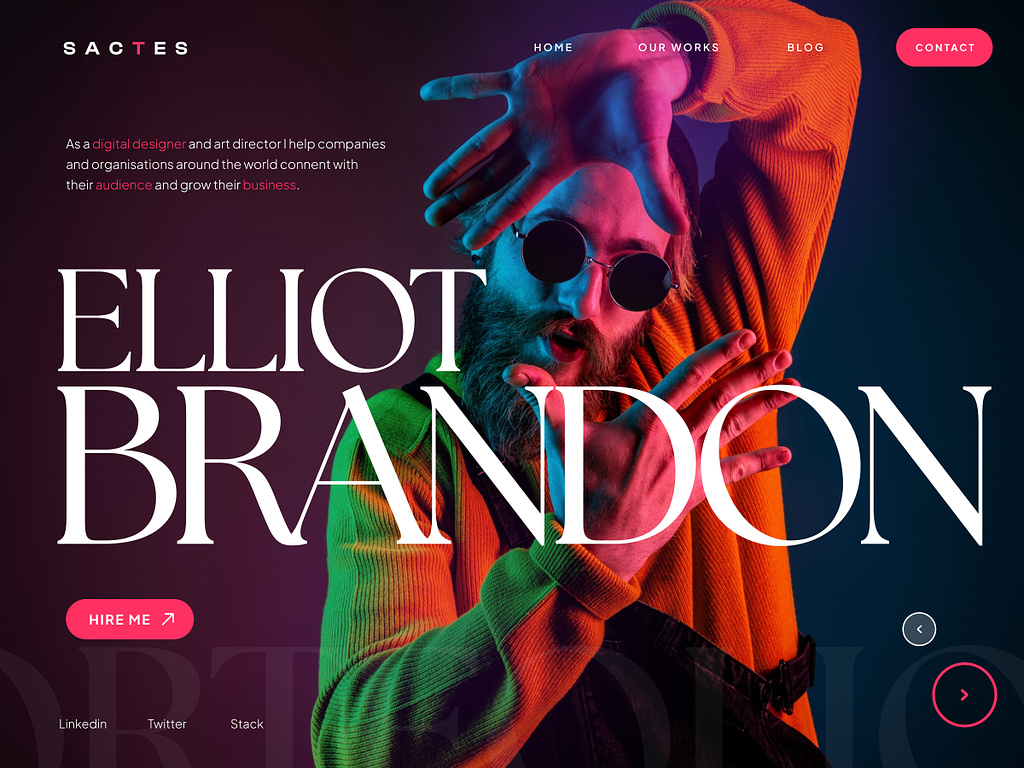 SACTES
HOME
OUR WORKS
BLOG
CONTACT
As a digital designer and art director I help companies
and organisations around the world connent with
their audience and grow their business.
ELLIOT
BRANDON
HIRE ME
Linkedin
Twitter
Stack